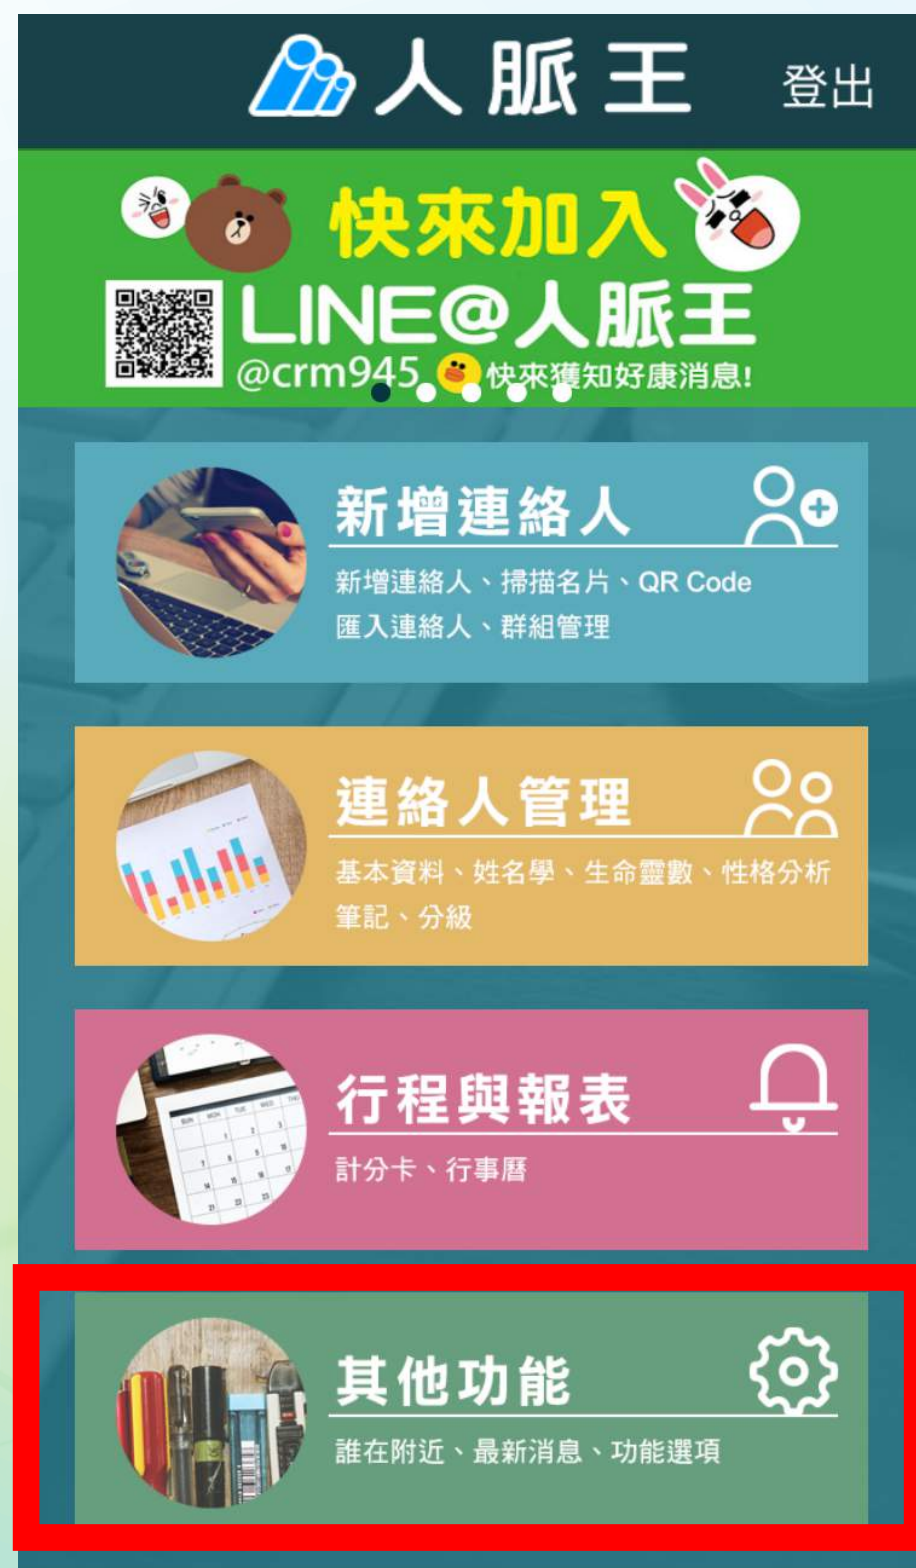 人脈王
登出
快來加入
LINE@人脈王
@crm945 快來獲知好康消息!
新增連絡人
新增連絡人、掃描名片、QR Code
匯入連絡人、群組管理
連絡人管理
基本資料、姓名學、生命靈數、性格分析
筆記、分級
行程與報表
計分卡、行事曆
其他功能
誰在附近、最新消息、功能選項